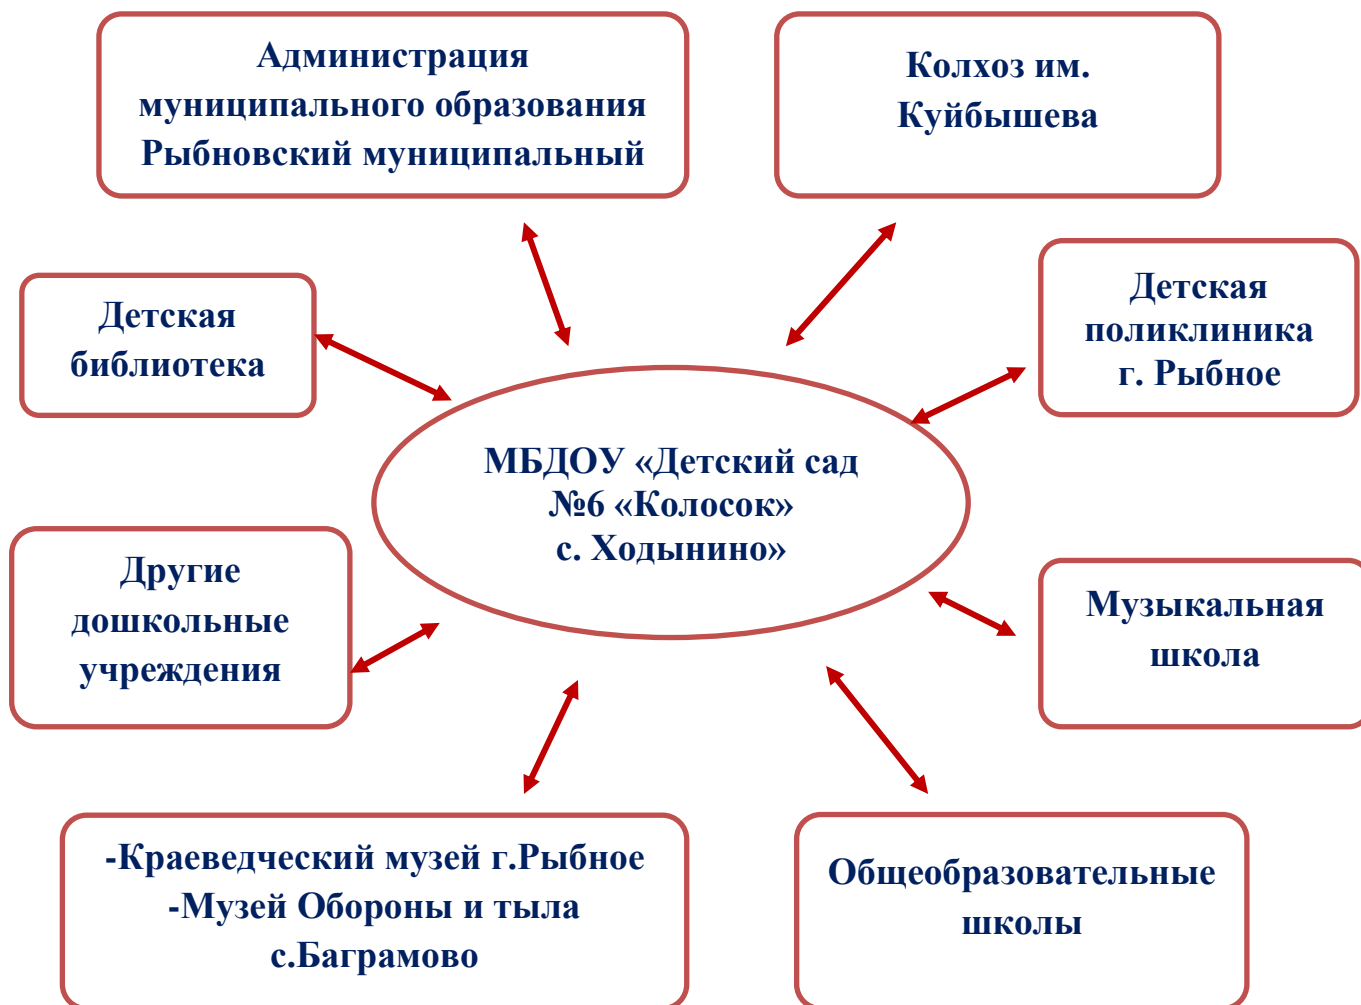 Администрация
муниципального образования
Рыбновский муниципальный
Колхоз им.
Куйбышева
Детская
библиотека
Детская
поликлиника
г. Рыбное
МБДОУ «Детский сад
№6 «Колосок»
с. Ходынино»
Другие
дошкольные
учреждения
Музыкальная
школа
-Краеведческий музей г.Рыбное
-Музей Обороны и тыла
с.Баграмово
Общеобразовательные
школы